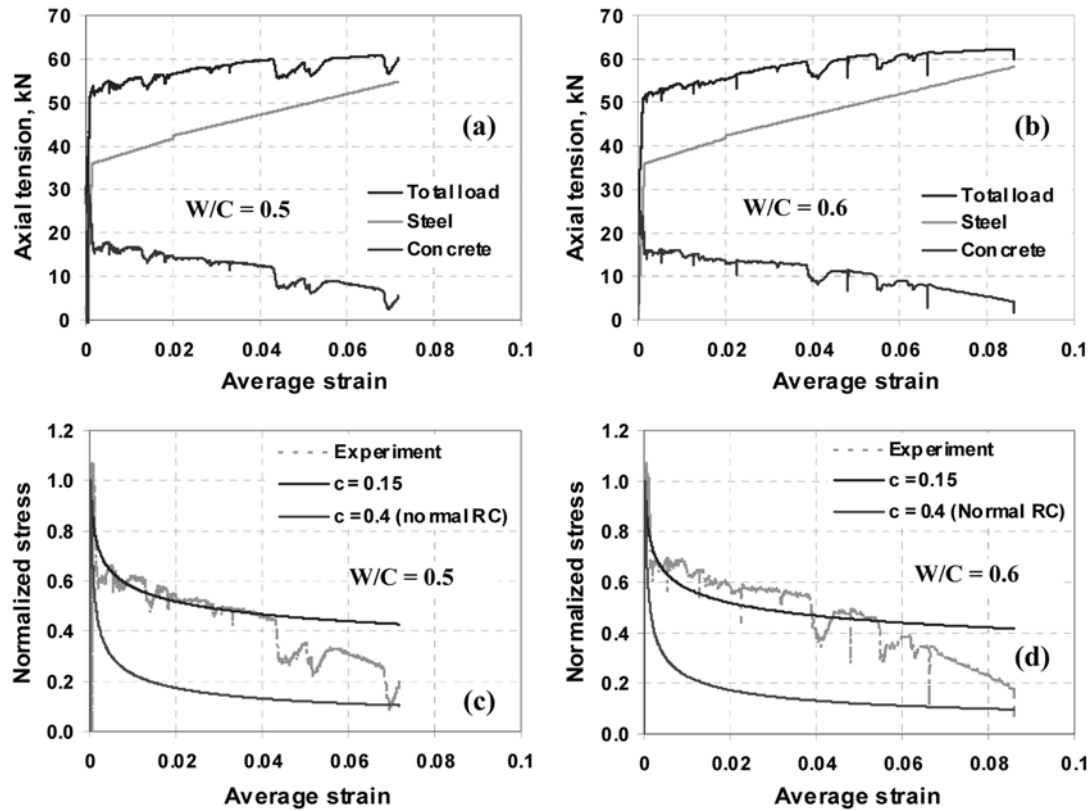 70
60
50
40
30
20
10
0
Axial tension, kN
(a)
W/C = 0.5
Total load
Steel
Concrete
0 0.02 0.04 0.06 0.08 0.1
Average strain
70
60
50
40
30
20
10
0
Axial tension, kN
(b)
W/C = 0.6
Total load
Steel
Concrete
0 0.02 0.04 0.06 0.08 0.1
Average strain
1.2
1.0
0.8
0.6
0.4
0.2
0.0
Normalized stress
Experiment
c = 0.15
c = 0.4 (normal RC)
W/C = 0.5
(c)
0 0.02 0.04 0.06 0.08 0.1
Average strain
1.2
1.0
0.8
0.6
0.4
0.2
0.0
Normalized stress
Experiment
c = 0.15
c = 0.4 (Normal RC)
W/C = 0.6
(d)
0 0.02 0.04 0.06 0.08 0.1
Average strain